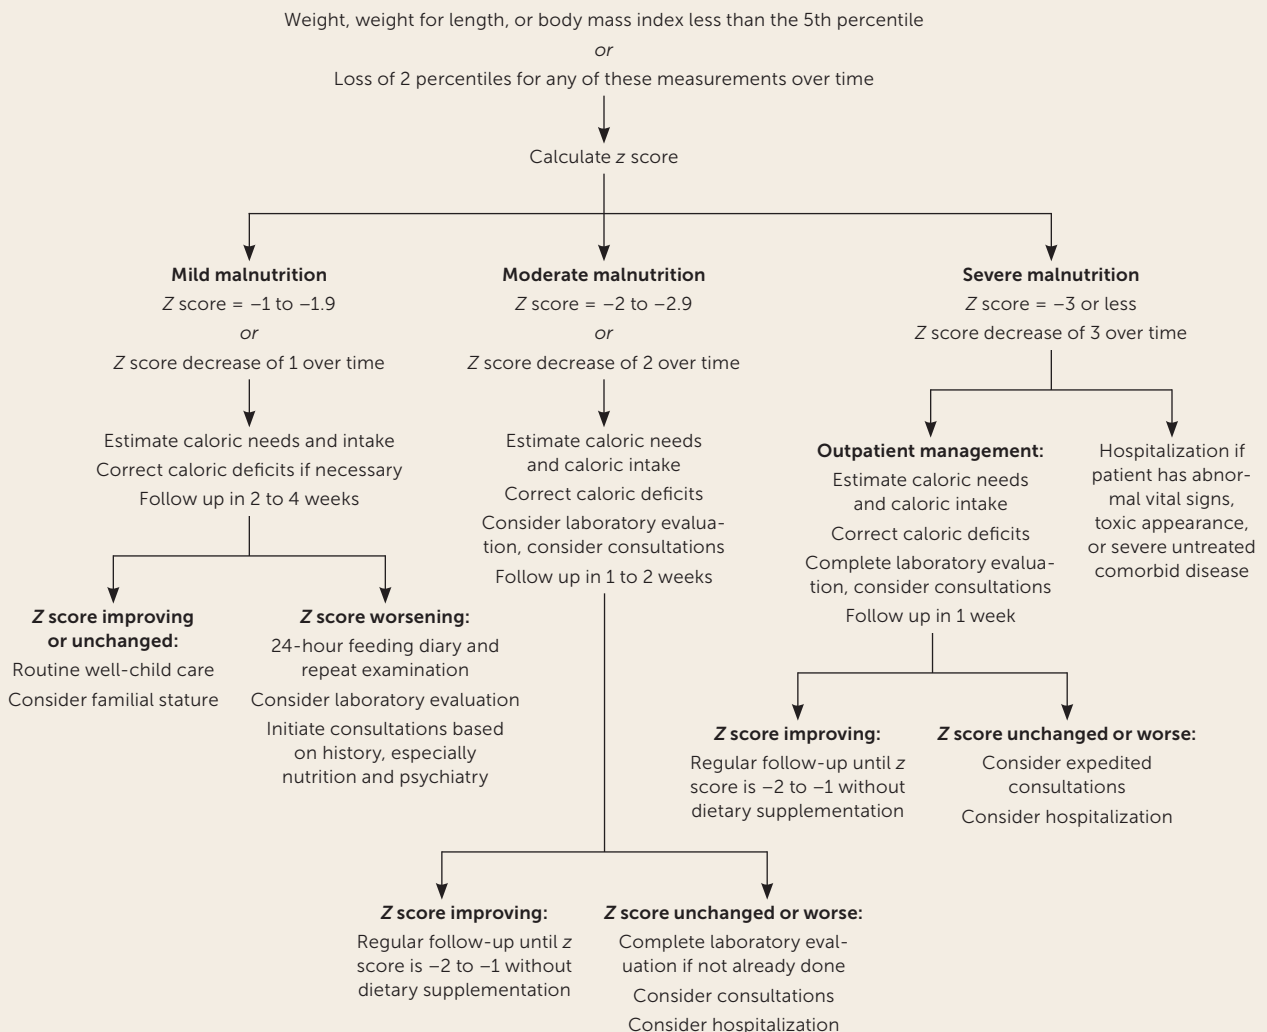 Weight, weight for length, or body mass index less than the 5th percentile
or
Loss of 2 percentiles for any of these measurements over time
Calculate z score
Mild malnutrition
Z score = −1 to −1.9
or
Z score decrease of 1 over time
Estimate caloric needs and intake
Correct caloric deficits if necessary
Follow up in 2 to 4 weeks
Z score improving
or unchanged:
Routine well-child care
Consider familial stature
Z score worsening:
24-hour feeding diary and
repeat examination
Consider laboratory evaluation
Initiate consultations based
on history, especially
nutrition and psychiatry
Moderate malnutrition
Z score = −2 to −2.9
or
Z score decrease of 2 over time
Estimate caloric needs
and caloric intake
Correct caloric deficits
Consider laboratory evalua-
tion, consider consultations
Follow up in 1 to 2 weeks
Z score improving:
Regular follow-up until z
score is −2 to −1 without
dietary supplementation
Z score unchanged or worse:
Complete laboratory eval-
uation if not already done
Consider consultations
Consider hospitalization
Severe malnutrition
Z score = −3 or less
Z score decrease of 3 over time
Outpatient management:
Estimate caloric needs
and caloric intake
Correct caloric deficits
Complete laboratory evalua-
tion, consider consultations
Follow up in 1 week
Z score improving:
Regular follow-up until z
score is −2 to −1 without
dietary supplementation
Z score unchanged or worse:
Consider expedited
consultations
Consider hospitalization
Hospitalization if
patient has abnor-
mal vital signs,
toxic appearance,
or severe untreated
comorbid disease